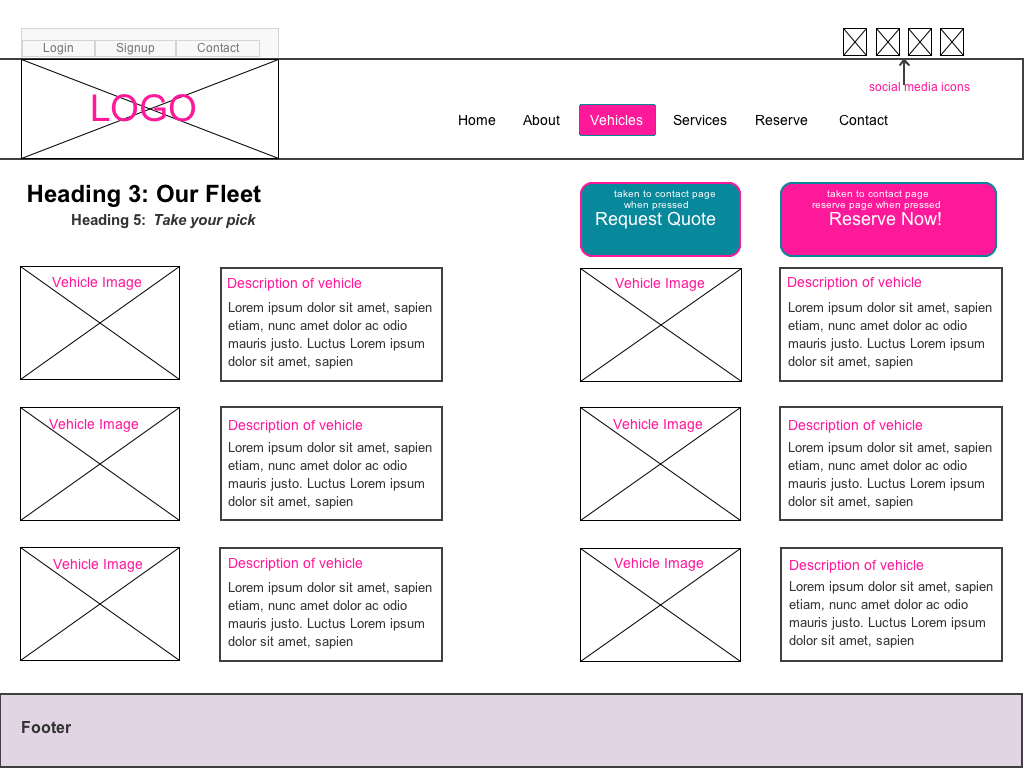 Login Signup Contact
social media icons
LOGO
Home About Vehicles Services Reserve Contact
Heading 3: Our Fleet
Heading 5: Take your pick
taken to contact page
when pressed
Request Quote
taken to contact page
reserve page when pressed
Reserve Now!
Vehicle Image
Description of vehicle
Lorem ipsum dolor sit amet, sapien
etiam, nunc amet dolor ac odio
mauris justo. Luctus Lorem ipsum
dolor sit amet, sapien
Vehicle Image
Description of vehicle
Lorem ipsum dolor sit amet, sapien
etiam, nunc amet dolor ac odio
mauris justo. Luctus Lorem ipsum
dolor sit amet, sapien
Vehicle Image
Description of vehicle
Lorem ipsum dolor sit amet, sapien
etiam, nunc amet dolor ac odio
mauris justo. Luctus Lorem ipsum
dolor sit amet, sapien
Vehicle Image
Description of vehicle
Lorem ipsum dolor sit amet, sapien
etiam, nunc amet dolor ac odio
mauris justo. Luctus Lorem ipsum
dolor sit amet, sapien
Vehicle Image
Description of vehicle
Lorem ipsum dolor sit amet, sapien
etiam, nunc amet dolor ac odio
mauris justo. Luctus Lorem ipsum
dolor sit amet, sapien
Vehicle Image
Description of vehicle
Lorem ipsum dolor sit amet, sapien
etiam, nunc amet dolor ac odio
mauris justo. Luctus Lorem ipsum
dolor sit amet, sapien
Footer